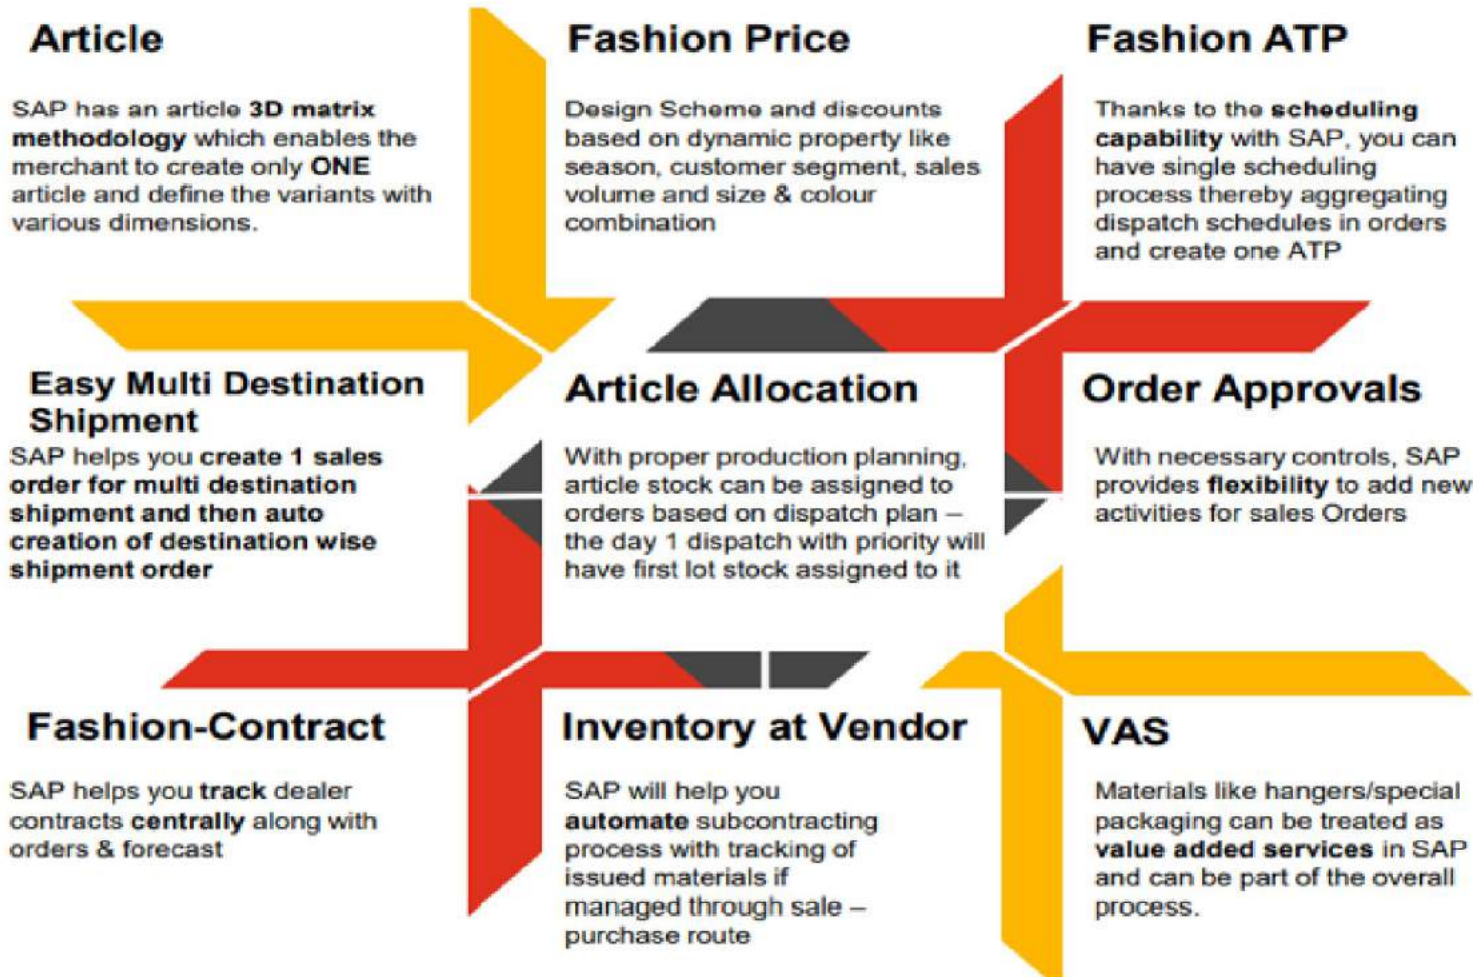 Article
SAP has an article 3D matrix
methodology which enables the
merchant to create only ONE
article and define the variants with
various dimensions.
Fashion Price
Design Scheme and discounts
based on dynamic property like
season, customer segment, sales
volume and size & colour
combination
Fashion ATP
Thanks to the scheduling
capability with SAP, you can
have single scheduling
process thereby aggregating
dispatch schedules in orders
and create one ATP
Easy Multi Destination
Shipment
SAP helps you create 1 sales
order for multi destination
shipment and then auto
creation of destination wise
shipment order
Article Allocation
With proper production planning,
article stock can be assigned to
orders based on dispatch plan –
the day 1 dispatch with priority will
have first lot stock assigned to it
Order Approvals
With necessary controls, SAP
provides flexibility to add new
activities for sales Orders
Fashion-Contract
SAP helps you track dealer
contracts centrally along with
orders & forecast
Inventory at Vendor
SAP will help you
automate subcontracting
process with tracking of
issued materials if
managed through sale –
purchase route
VAS
Materials like hangers/special
packaging can be treated as
value added services in SAP
and can be part of the overall
process.